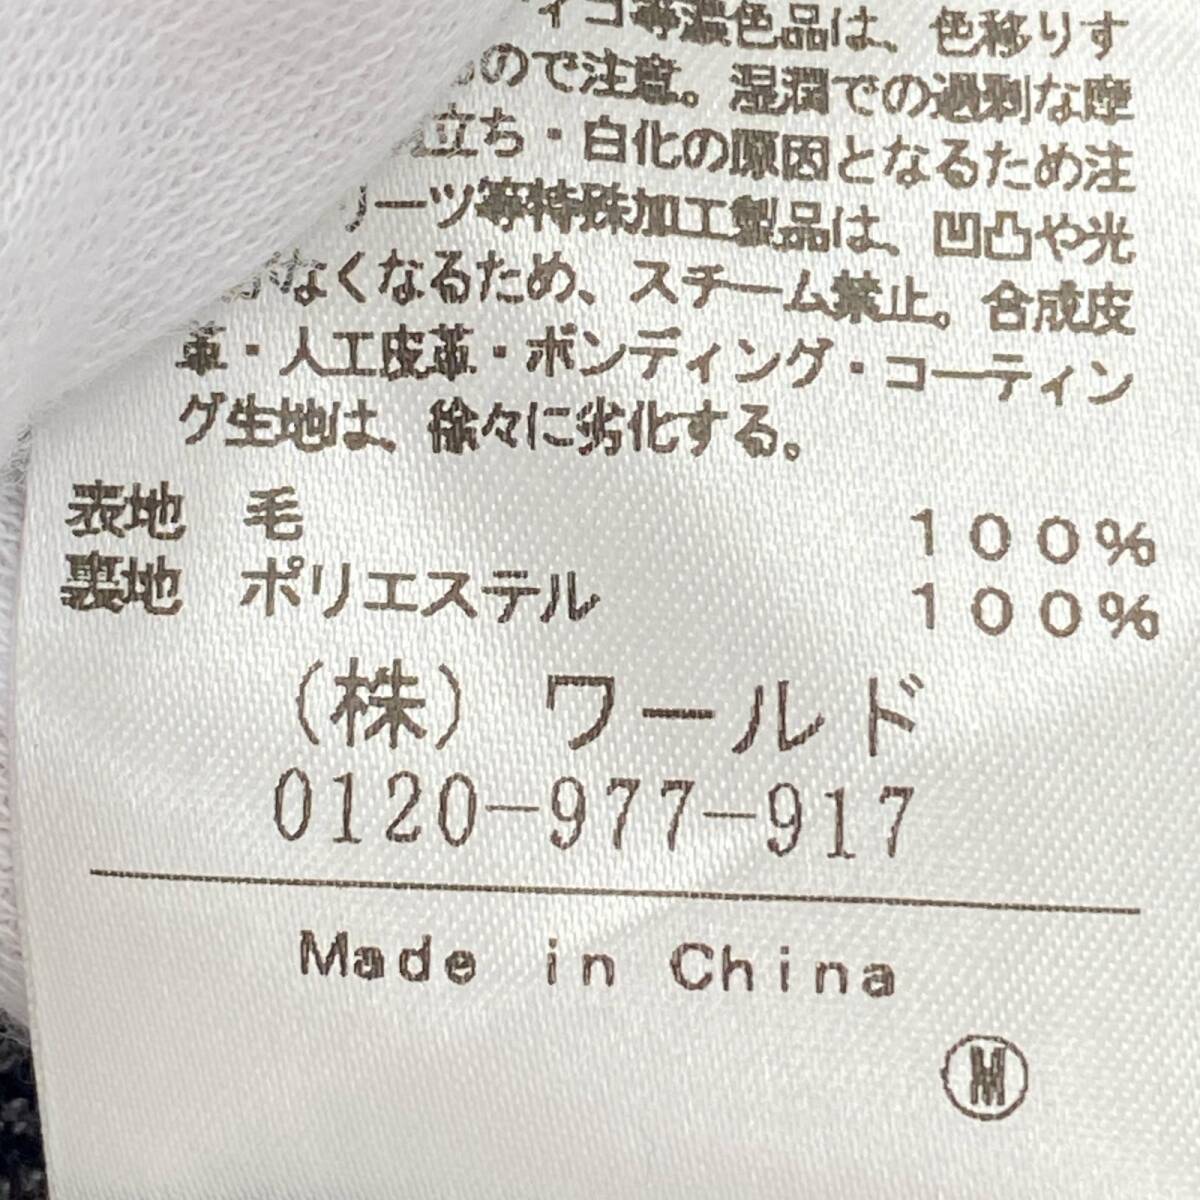 ィゴ等濃色品は、色移りす
ので注意。湿潤での過剰な摩
立ち・白化の原因となるため注
リーツ等特殊加工製品は、凹凸や光
がなくなるため、スチーム禁止。合成皮
革・人工皮革・ボンディング・コーティン
グ生地は、徐々に劣化する。
表地 毛 100%
裏地 ポリエステル 100%
(株) ワールド
0120-977-917
Made in China
Ⓜ